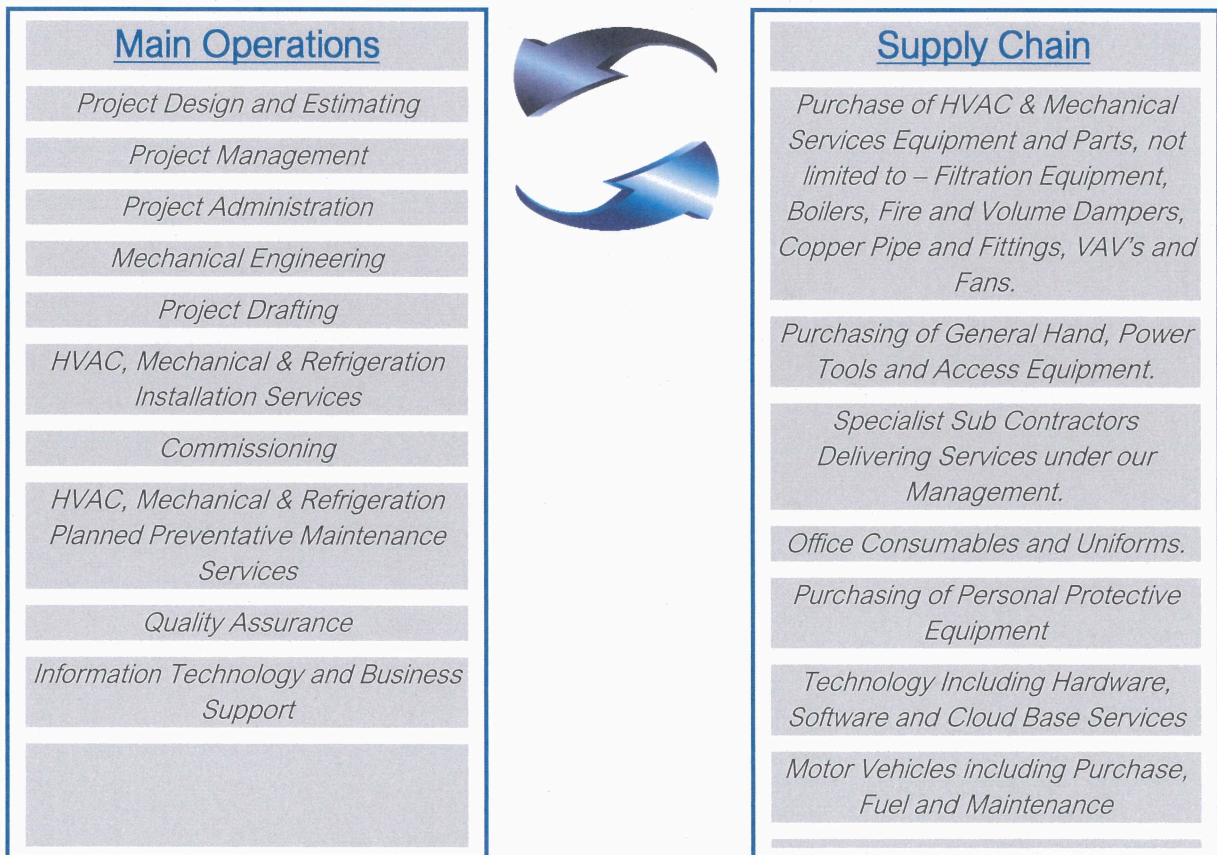 Main Operations
Project Design and Estimating
Project Management
Project Administration
Mechanical Engineering
Project Drafting
HVAC, Mechanical & Refrigeration
Installation Services
Commissioning
HVAC, Mechanical & Refrigeration
Planned Preventative Maintenance
Services
Quality Assurance
Information Technology and Business
Support
Supply Chain
Purchase of HVAC & Mechanical
Services Equipment and Parts, not
limited to – Filtration Equipment,
Boilers, Fire and Volume Dampers,
Copper Pipe and Fittings, VAV's and
Fans.
Purchasing of General Hand, Power
Tools and Access Equipment.
Specialist Sub Contractors
Delivering Services under our
Management.
Office Consumables and Uniforms.
Purchasing of Personal Protective
Equipment
Technology Including Hardware,
Software and Cloud Base Services
Motor Vehicles including Purchase,
Fuel and Maintenance